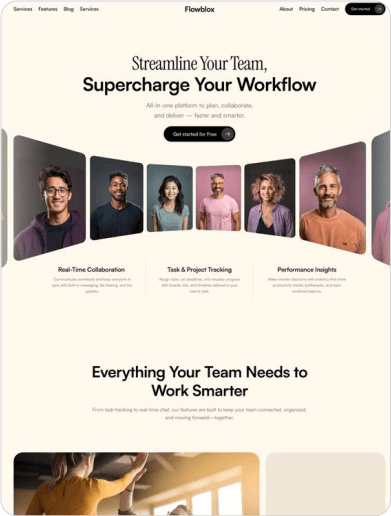 Services Features Blog Services
Flowblox
About Pricing Contact Get started
Streamline Your Team,
Supercharge Your Workflow
All-in-one platform to plan, collaborate,
and deliver — faster and smarter.
Get started for Free
Real-Time Collaboration
Communicate seamlessly and keep everyone in
sync with built-in messaging, file sharing, and live
updates.
Task & Project Tracking
Assign tasks, set deadlines, and visualize progress
with boards, lists, and timelines tailored to your
team's style.
Performance Insights
Make smarter decisions with analytics that show
productivity trends, bottlenecks, and team
workload balance.
Everything Your Team Needs to
Work Smarter
From task tracking to real-time chat, our features are built to keep your team connected, organized,
and moving forward—together.